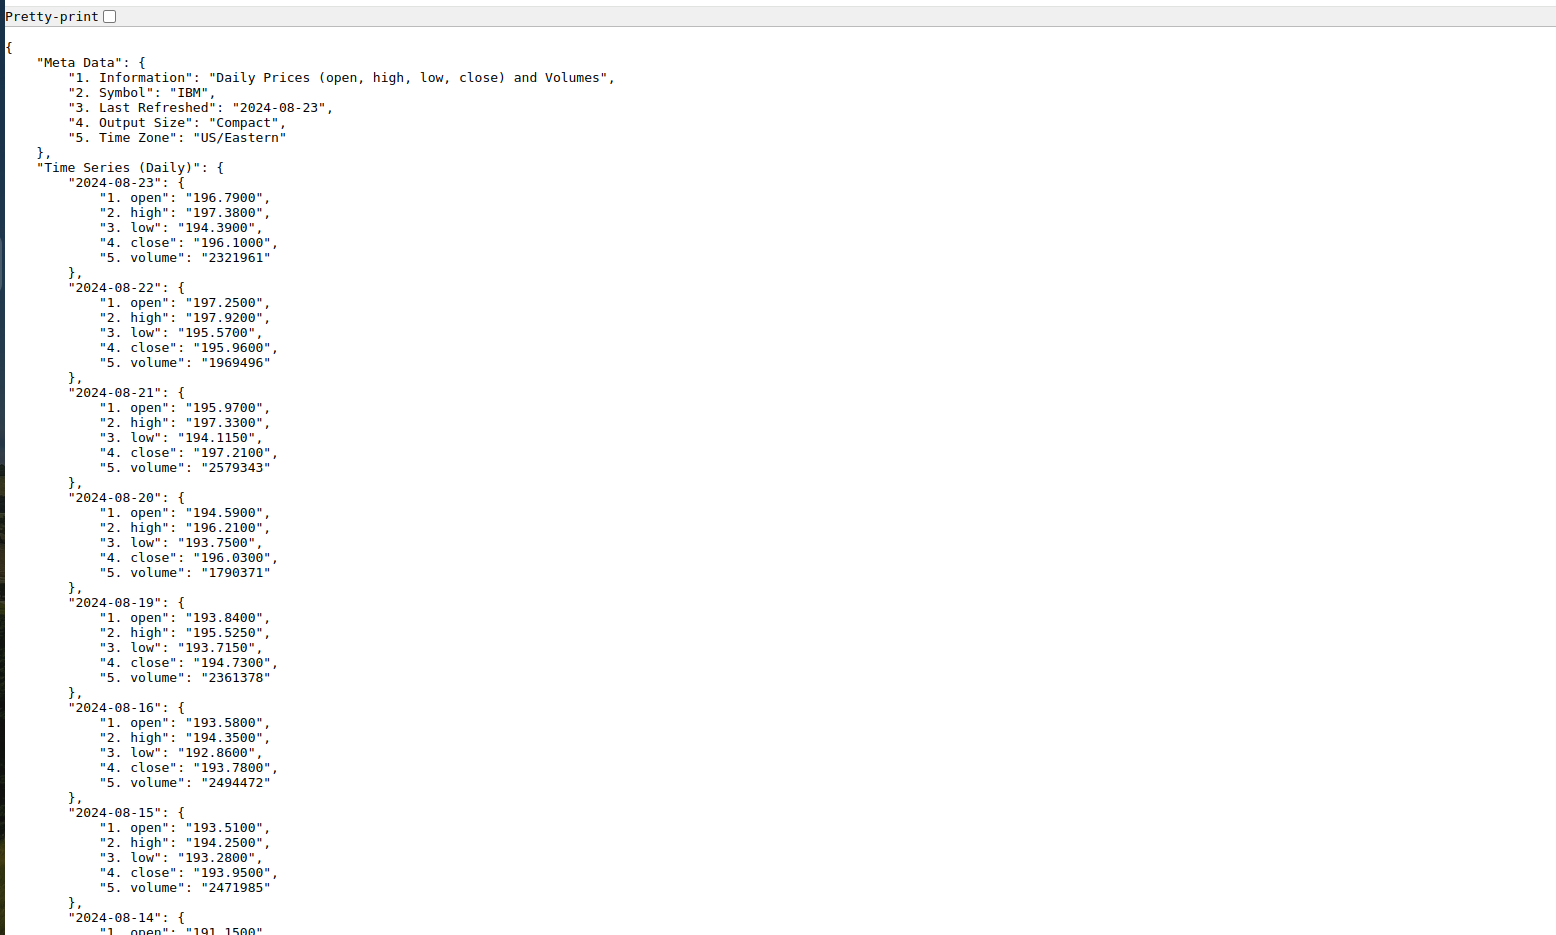 Pretty-print
{
    "Meta Data": {
        "1. Information": "Daily Prices (open, high, low, close) and Volumes",
        "2. Symbol": "IBM",
        "3. Last Refreshed": "2024-08-23",
        "4. Output Size": "Compact",
        "5. Time Zone": "US/Eastern"
    },
    "Time Series (Daily)": {
        "2024-08-23": {
            "1. open": "196.7900",
            "2. high": "197.3800",
            "3. low": "194.3900",
            "4. close": "196.1000",
            "5. volume": "2321961"
        },
        "2024-08-22": {
            "1. open": "197.2500",
            "2. high": "197.9200",
            "3. low": "195.5700",
            "4. close": "195.9600",
            "5. volume": "1969496"
        },
        "2024-08-21": {
            "1. open": "195.9700",
            "2. high": "197.3300",
            "3. low": "194.1150",
            "4. close": "197.2100",
            "5. volume": "2579343"
        },
        "2024-08-20": {
            "1. open": "194.5900",
            "2. high": "196.2100",
            "3. low": "193.7500",
            "4. close": "196.0300",
            "5. volume": "1790371"
        },
        "2024-08-19": {
            "1. open": "193.8400",
            "2. high": "195.5250",
            "3. low": "193.7150",
            "4. close": "194.7300",
            "5. volume": "2361378"
        },
        "2024-08-16": {
            "1. open": "193.5800",
            "2. high": "194.3500",
            "3. low": "192.8600",
            "4. close": "193.7800",
            "5. volume": "2494472"
        },
        "2024-08-15": {
            "1. open": "193.5100",
            "2. high": "194.2500",
            "3. low": "193.2800",
            "4. close": "193.9500",
            "5. volume": "2471985"
        },
        "2024-08-14": {
            "1. open": "191.1500"